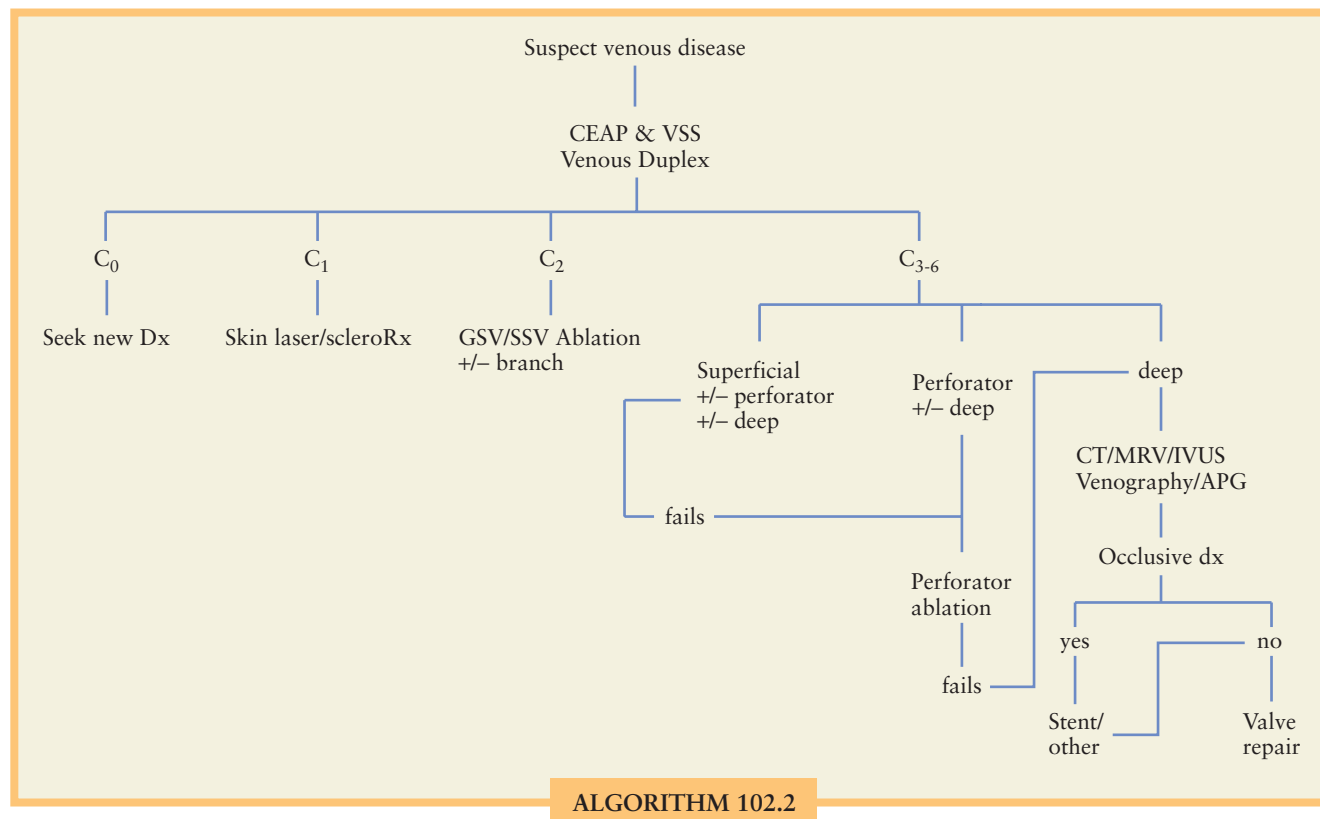 Suspect venous disease
CEAP & VSS
Venous Duplex
C0
C1
C2
C3-6
Seek new Dx
Skin laser/scleroRx
GSV/SSV Ablation
+/– branch
Superficial
+/– perforator
+/– deep
Perforator
+/– deep
deep
CT/MRV/IVUS
Venography/APG
fails
Occlusive dx
Perforator
ablation
yes
no
fails
Stent/
other
Valve
repair
ALGORITHM 102.2